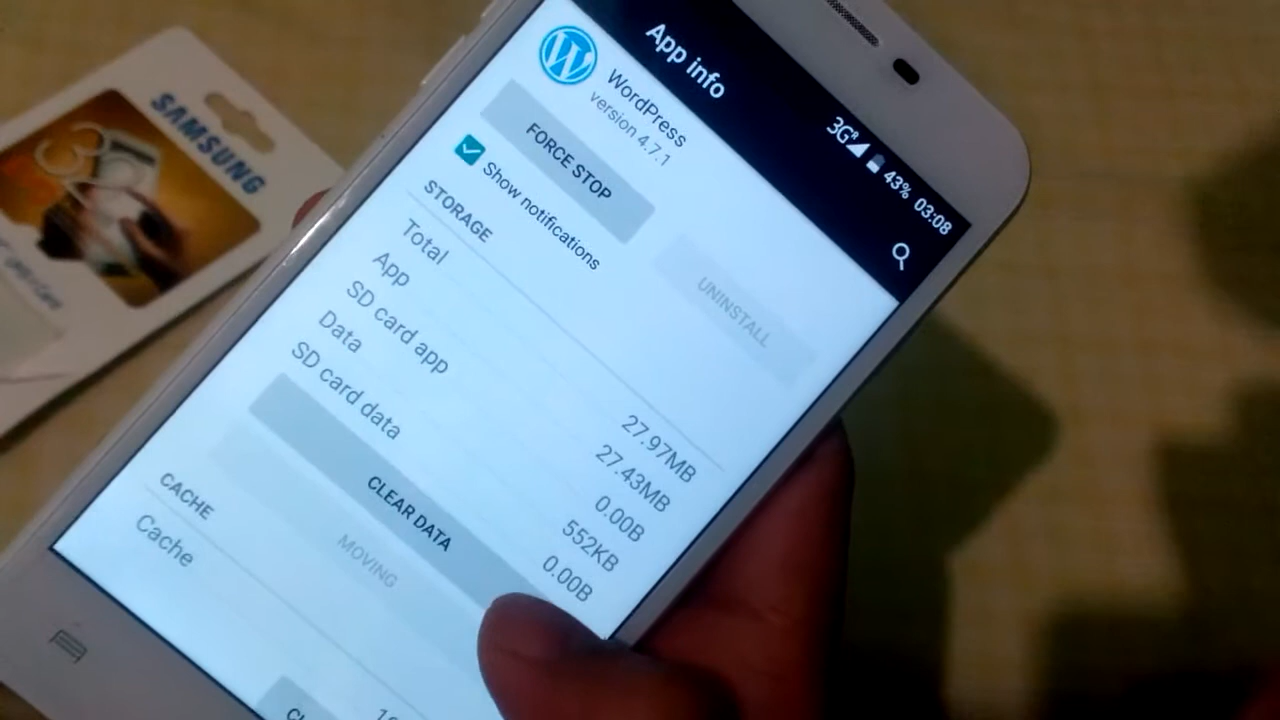 SAMSUNG
App info
3G
43% 03:08
WordPress
version 4.7.1
FORCE STOP
UNINSTALL
Show notifications
STORAGE
Total 27.97MB
App 27.43MB
SD card app 0.00B
Data 552KB
SD card data 0.00B
CLEAR DATA
MOVING
CACHE
Cache